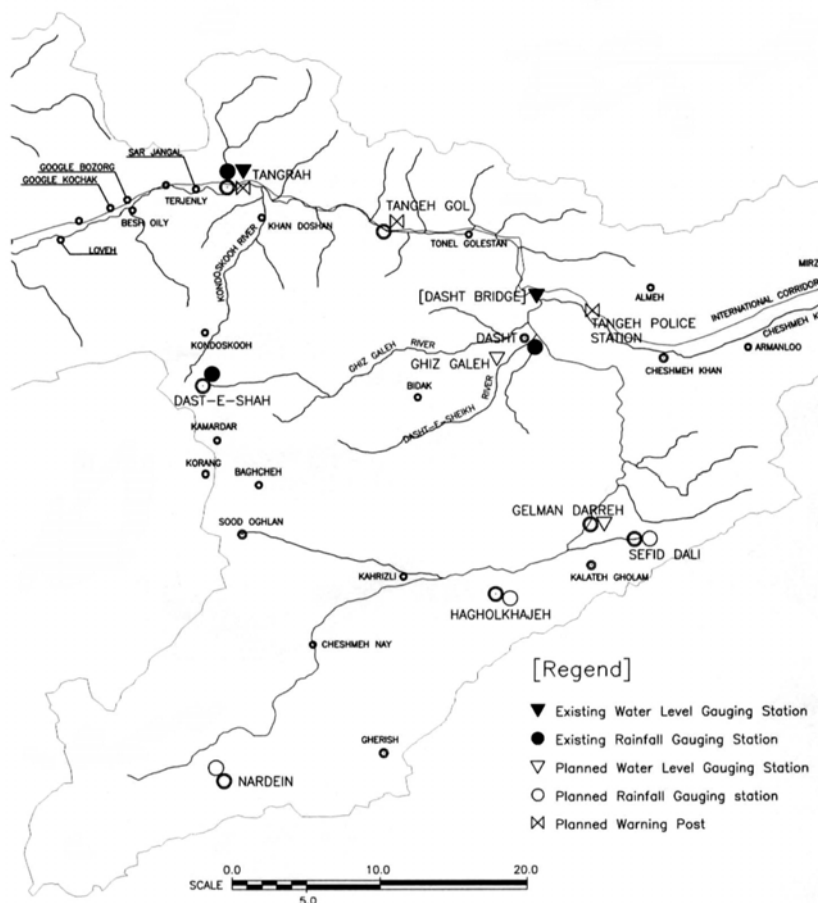 SAR JANGAL
GOOGLE BOZORG
GOOGLE KOCHAK
TANGRAH
TERJENLY
BESH OILY
LOVEH
KHAN DOSHAN
TANGEH GOL
TONEL GOLESTAN
KONDOSKOOH RIVER
[DASHT BRIDGE]
ALMEH
MIRZ
INTERNATIONAL CORRIDOR
TANGEH POLICE
STATION
CHESHMEH K
ARMANLOO
CHESHMEH KHAN
KONDOSKOOH
DASHT
GHIZ GALEH RIVER
GHIZ GALEH
DAST-E-SHAH
BIDAK
DASHT-E-SHEIKH RIVER
KAMARDAR
KORANG
BAGHCHEH
GELMAN DARREH
SOOD OGHLAN
SEFID DALI
KAHRIZLI
KALATEH GHOLAM
HAGHOLKHAJEH
CHESHMEH NAY
[Regend]
Existing Water Level Gauging Station
Existing Rainfall Gauging Station
Planned Water Level Gauging Station
Planned Rainfall Gauging station
Planned Warning Post
GHERISH
NARDEIN
0.0 10.0 20.0
SCALE
5.0